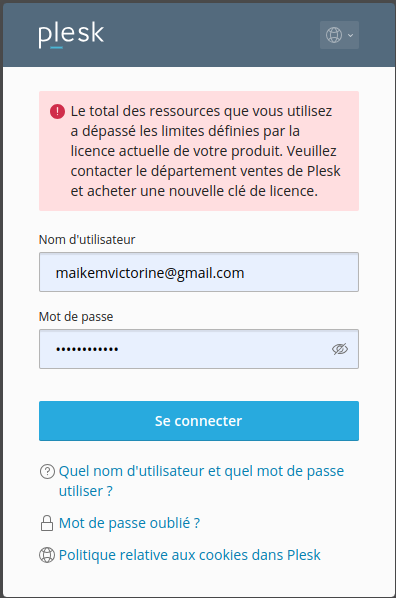 plesk
Le total des ressources que vous utilisez
a dépassé les limites définies par la
licence actuelle de votre produit. Veuillez
contacter le département ventes de Plesk
et acheter une nouvelle clé de licence.
Nom d'utilisateur
maikemvictorine@gmail.com
Mot de passe
••••••••••••
Se connecter
Quel nom d'utilisateur et quel mot de passe
utiliser ?
Mot de passe oublié ?
Politique relative aux cookies dans Plesk